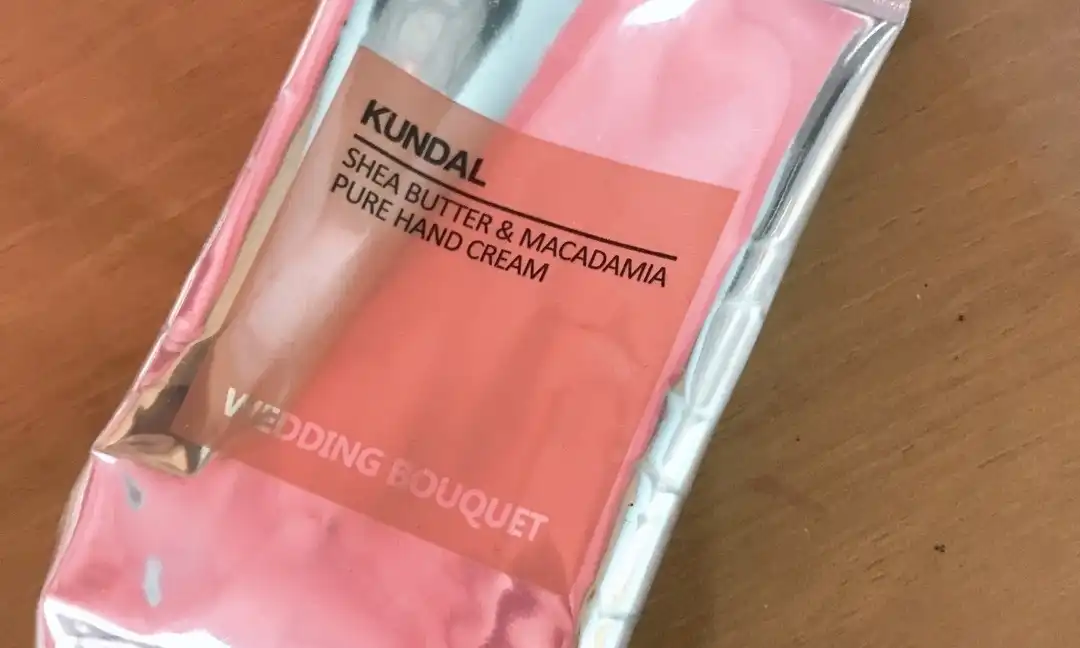 KUNDAL
SHEA BUTTER & MACADAMIA
PURE HAND CREAM
WEDDING BOUQUET